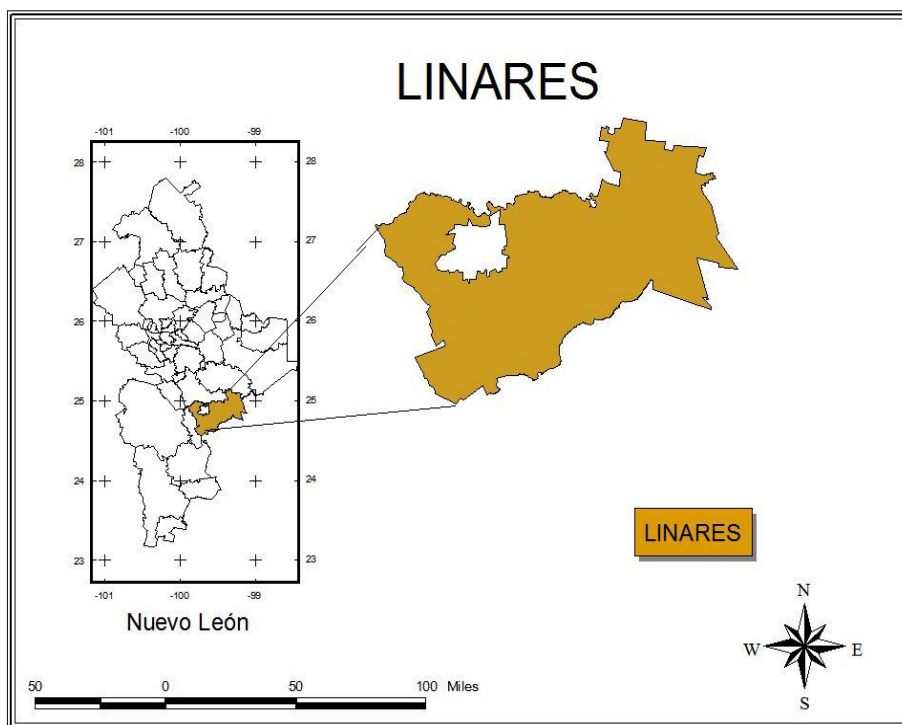 LINARES
-101 -100 -99
28 28
27 27
26 26
25 25
24 24
23 23
-101 -100 -99
Nuevo León
LINARES
N
W E
S
50 0 50 100 Miles